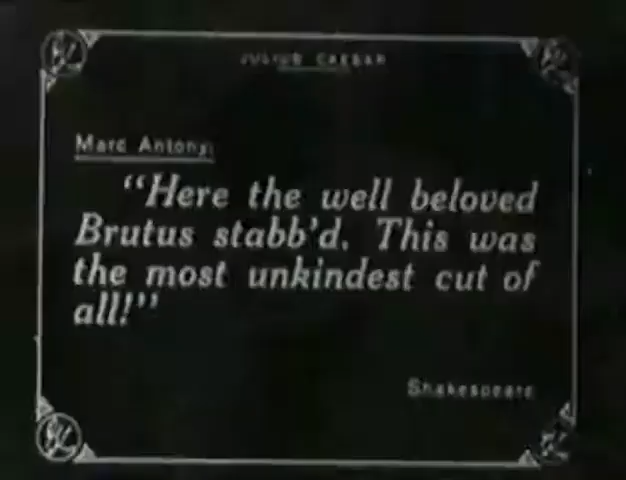 JULIUS CAESAR
Marc Antony:
"Here the well beloved
Brutus stabb'd. This was
the most unkindest cut of
all!"
Shakespeare